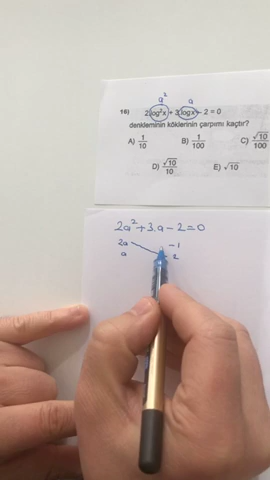 a² a
16) 2log²x + 3logx - 2 = 0
denkleminin köklerinin çarpımı kaçtır?
A) 1/10 B) 1/100 C) √10/100
D) √10/10 E) √10
2a² + 3.a - 2 = 0
2a -1
a 2